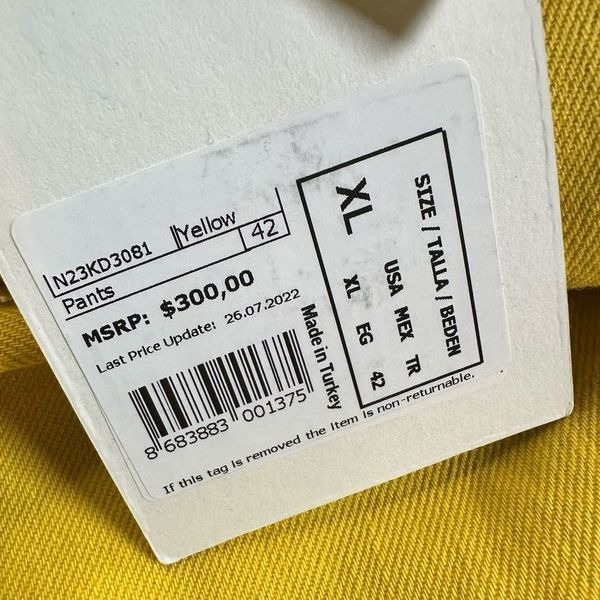 N23KD3081 Yellow
Pants 42
MSRP: $300,00
Last Price Update: 26.07.2022
8 683883 001375
Made in Turkey
If this tag is removed the item is non-returnable.
SIZE / TALLA / BEDEN
USA MEX TR
XL EG 42
XL